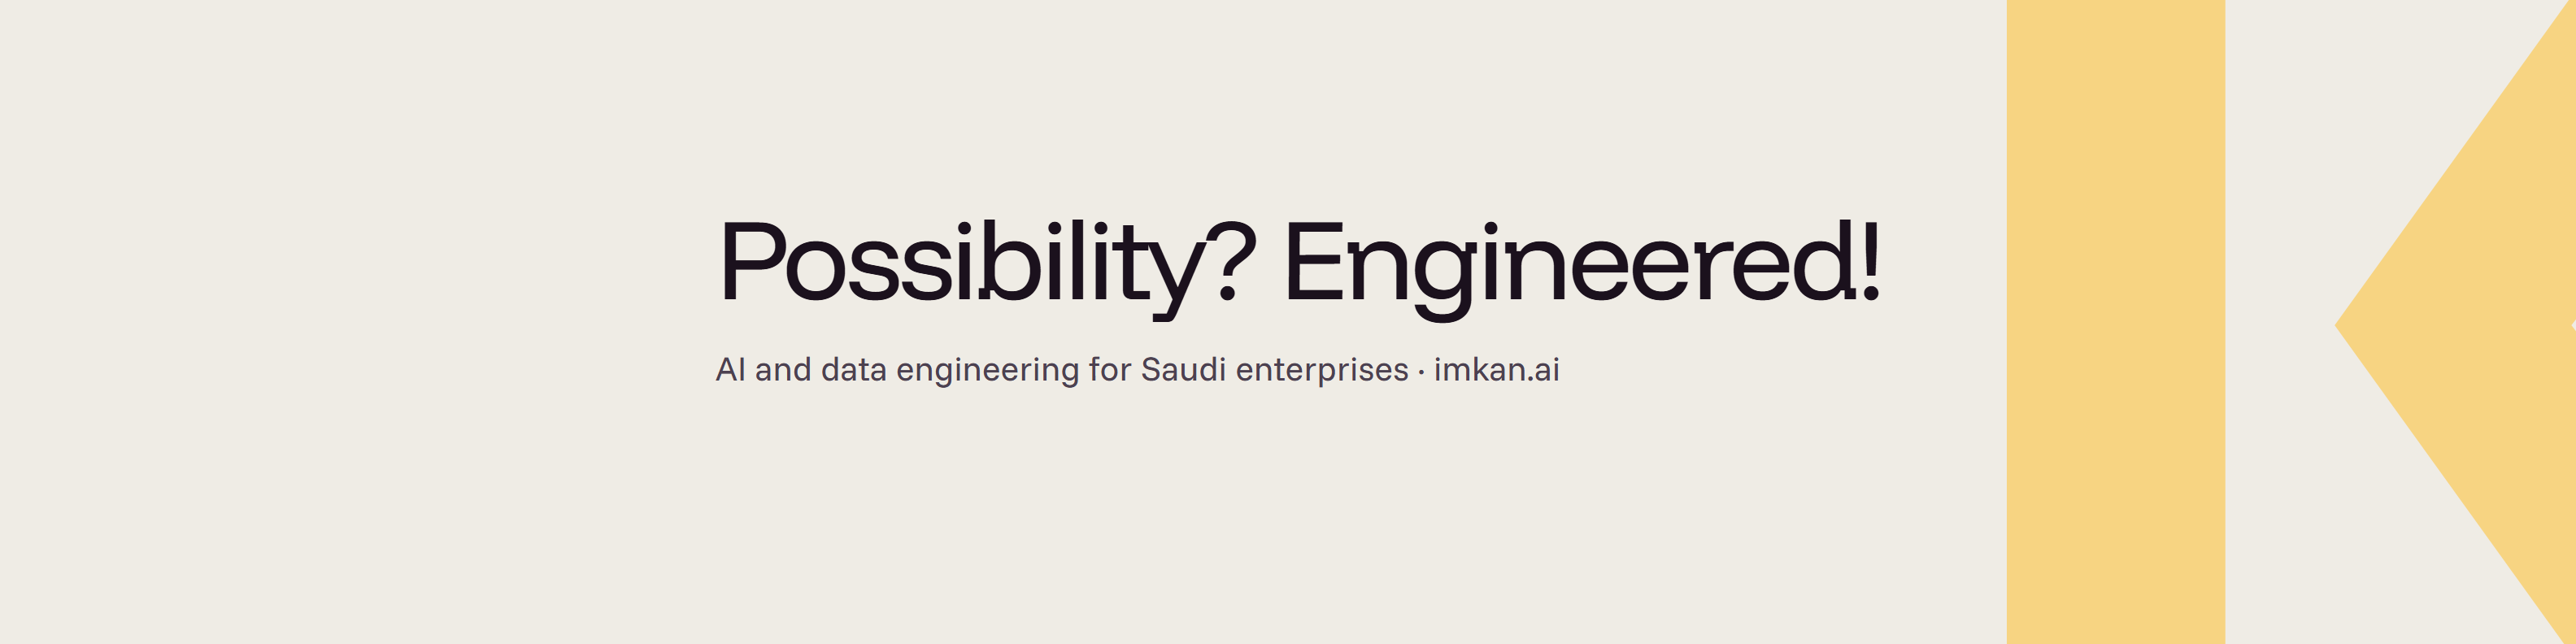 Possibility? Engineered!
AI and data engineering for Saudi enterprises · imkan.ai